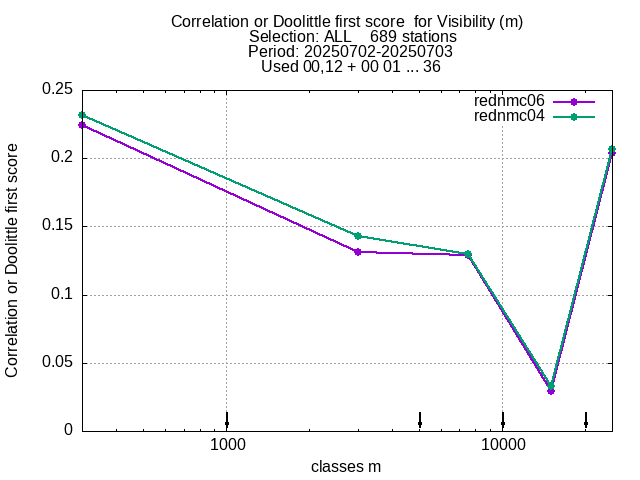 Correlation or Doolittle first score  for Visibility (m)
Selection: ALL    689 stations
Period: 20250702-20250703
Used 00,12 + 00 01 ... 36
rednmc06
rednmc04
Correlation or Doolittle first score
0.25
0.2
0.15
0.1
0.05
0
1000
10000
classes m